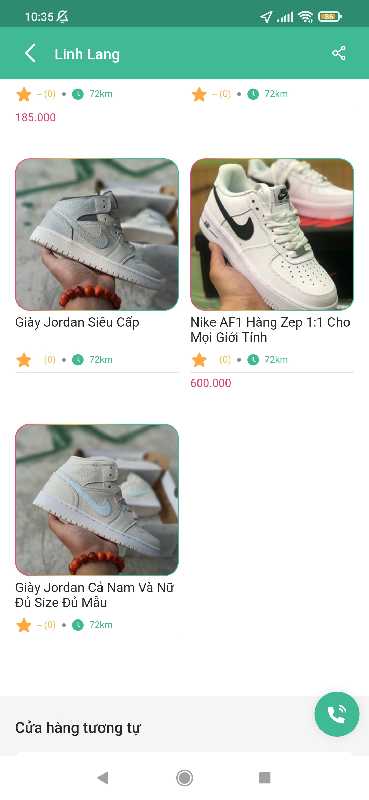 10:35
86
Linh Lang
-- (0) • 72km
-- (0) • 72km
185.000
Giày Jordan Siêu Cấp
Nike AF1 Hàng Zep 1:1 Cho
Mọi Giới Tính
-- (0) • 72km
-- (0) • 72km
600.000
Giày Jordan Cả Nam Và Nữ
Đủ Size Đủ Mẫu
-- (0) • 72km
Cửa hàng tương tự